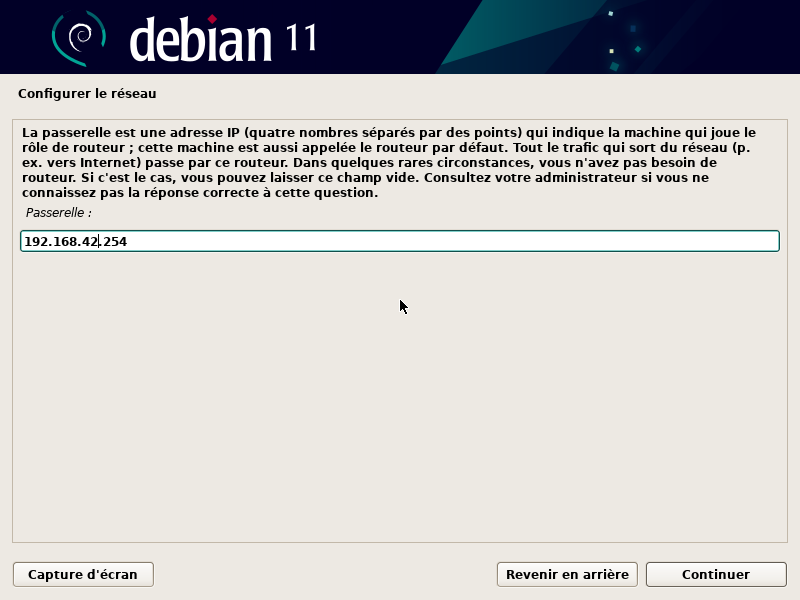 debian 11
Configurer le réseau
La passerelle est une adresse IP (quatre nombres séparés par des points) qui indique la machine qui joue le
rôle de routeur ; cette machine est aussi appelée le routeur par défaut. Tout le trafic qui sort du réseau (p.
ex. vers Internet) passe par ce routeur. Dans quelques rares circonstances, vous n'avez pas besoin de
routeur. Si c'est le cas, vous pouvez laisser ce champ vide. Consultez votre administrateur si vous ne
connaissez pas la réponse correcte à cette question.
Passerelle :
192.168.42.254
Capture d'écran
Revenir en arrière
Continuer